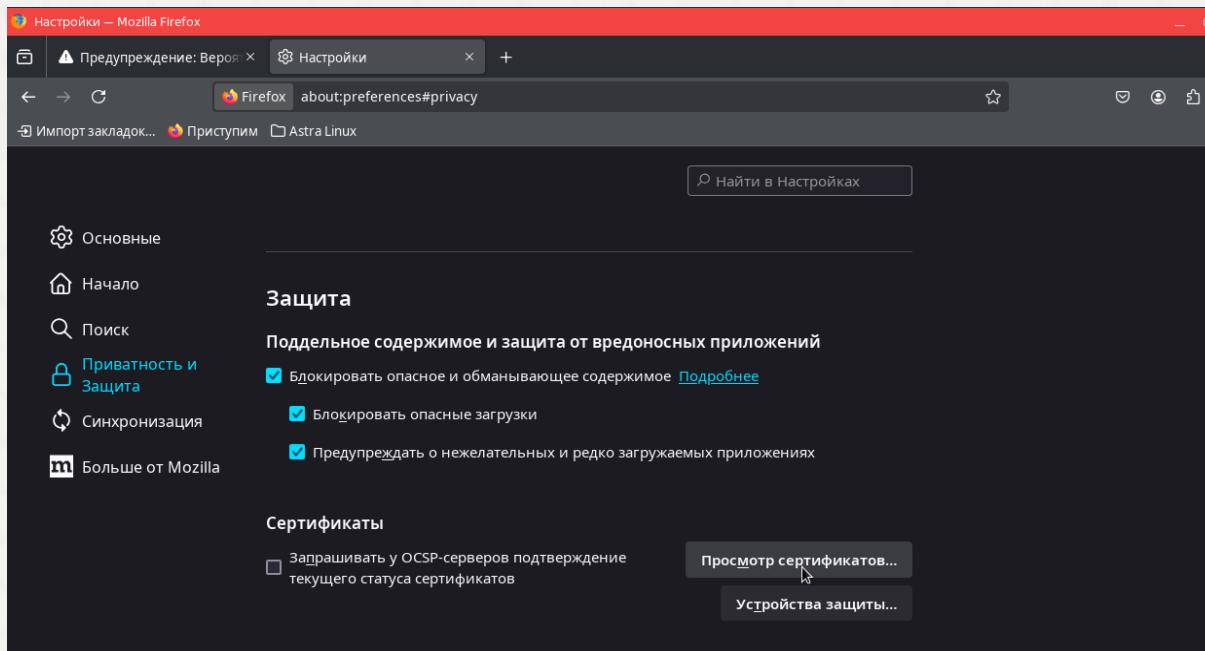 Настройки — Mozilla Firefox
Предупреждение: Вероя
Настройки
Firefox about:preferences#privacy
Импорт закладок... Приступим Astra Linux
Найти в Настройках
Основные
Начало
Поиск
Приватность и
Защита
Синхронизация
m Больше от Mozilla
Защита
Поддельное содержимое и защита от вредоносных приложений
Блокировать опасное и обманывающее содержимое Подробнее
Блокировать опасные загрузки
Предупреждать о нежелательных и редко загружаемых приложениях
Сертификаты
Запрашивать у OCSP-серверов подтверждение
текущего статуса сертификатов
Просмотр сертификатов...
Устройства защиты...